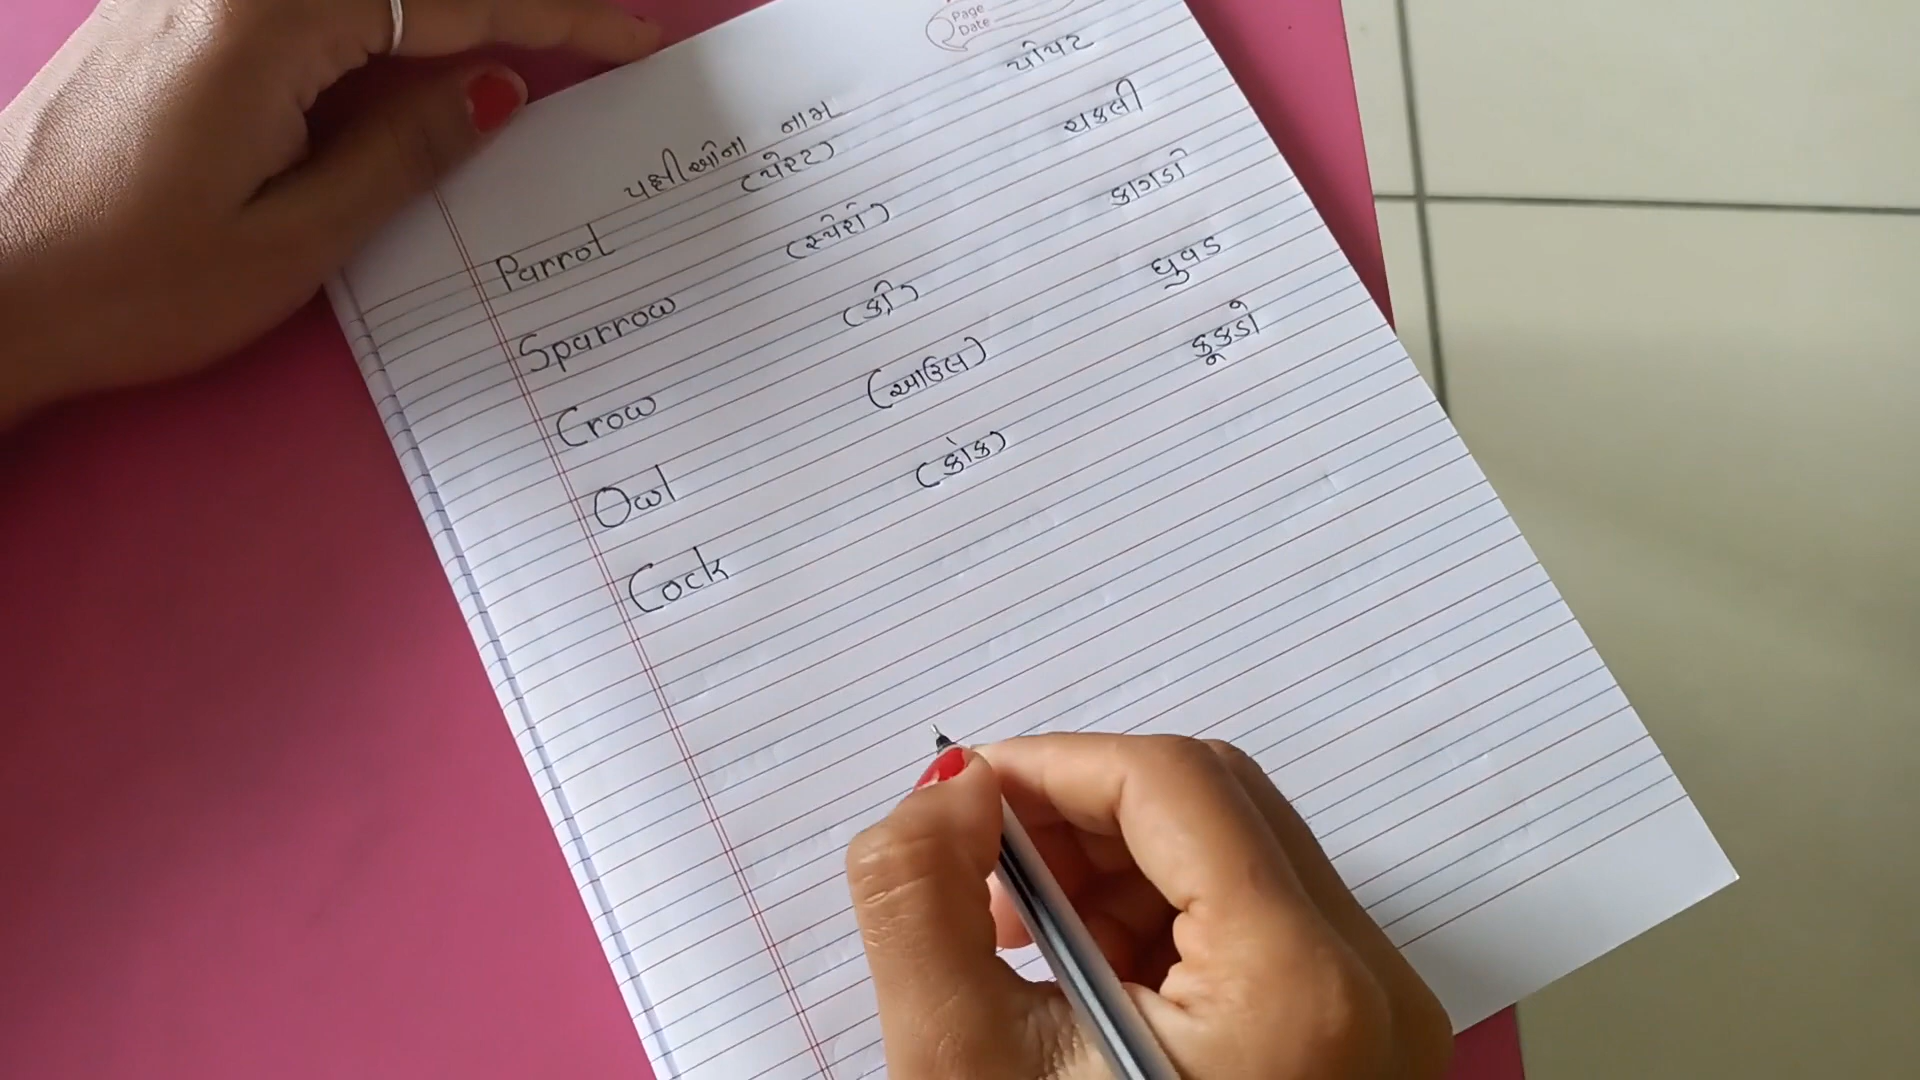 Page
Date
પક્ષીઓના નામ
Parrot (પેરટ) પોપટ
Sparrow (સ્પેરો) ચકલી
Crow (ક્રો) કાગડો
Owl (આઉલ) ઘુવડ
Cock (કોક) કૂકડો